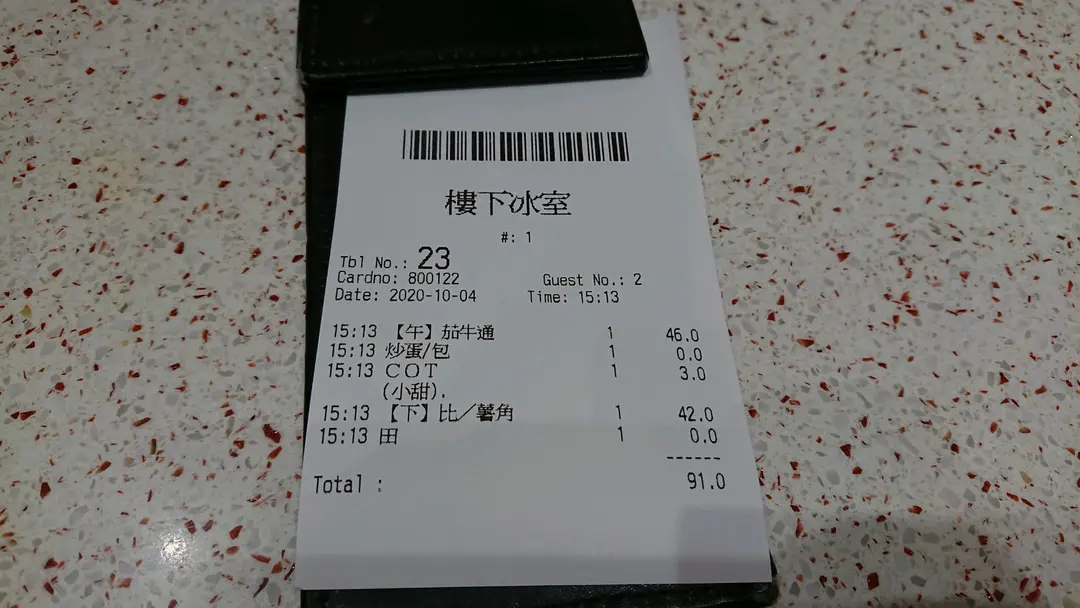 樓下冰室
#: 1
Tbl No.: 23
Cardno: 800122 Guest No.: 2
Date: 2020-10-04 Time: 15:13
15:13 【午】茄牛通 1 46.0
15:13 炒蛋/包 1 0.0
15:13 ＣＯＴ 1 3.0
(小甜).
15:13 【下】比／薯角 1 42.0
15:13 田 1 0.0
------
Total : 91.0